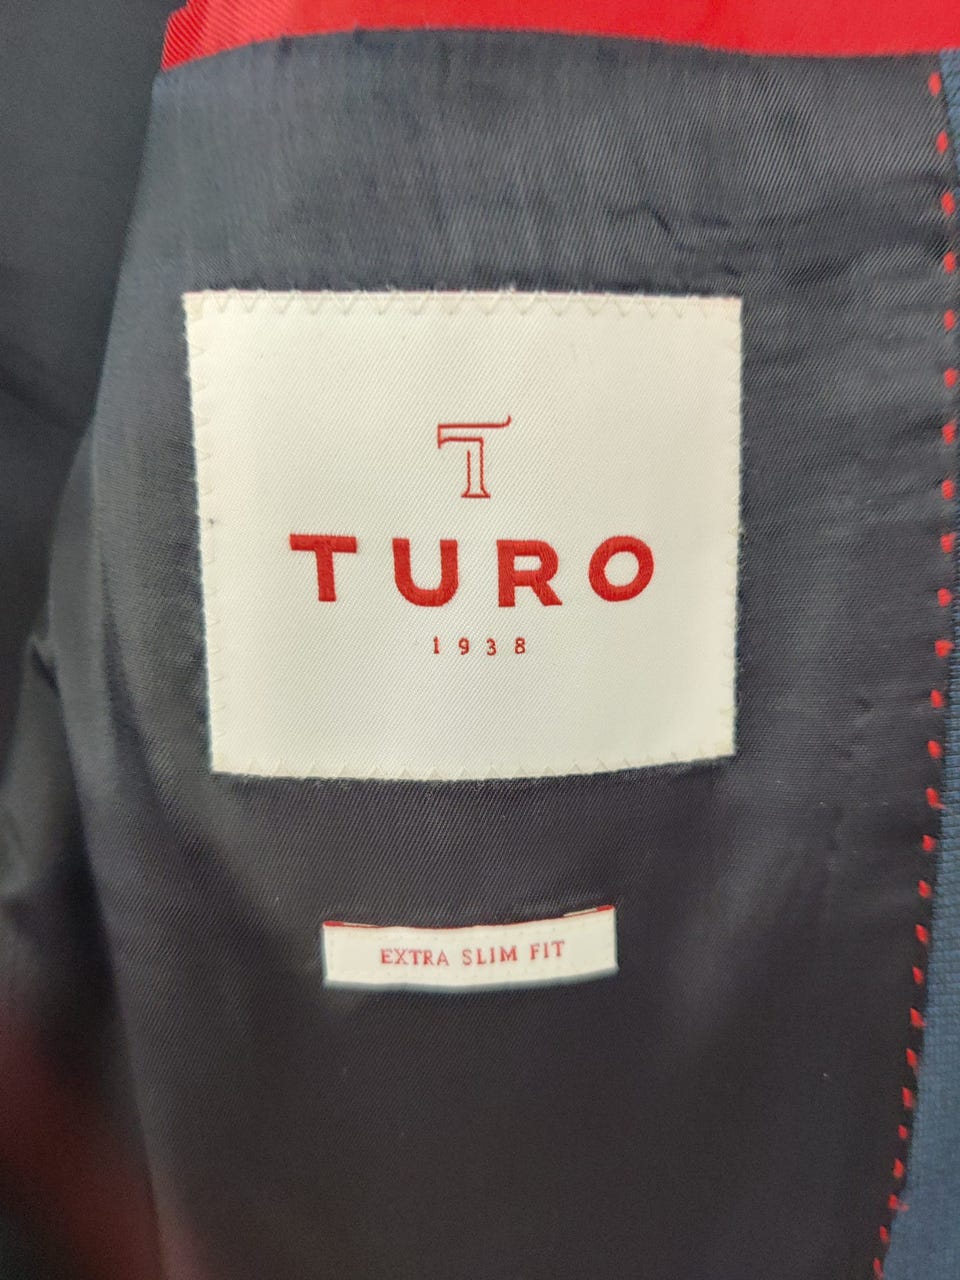 T
TURO
1938
EXTRA SLIM FIT